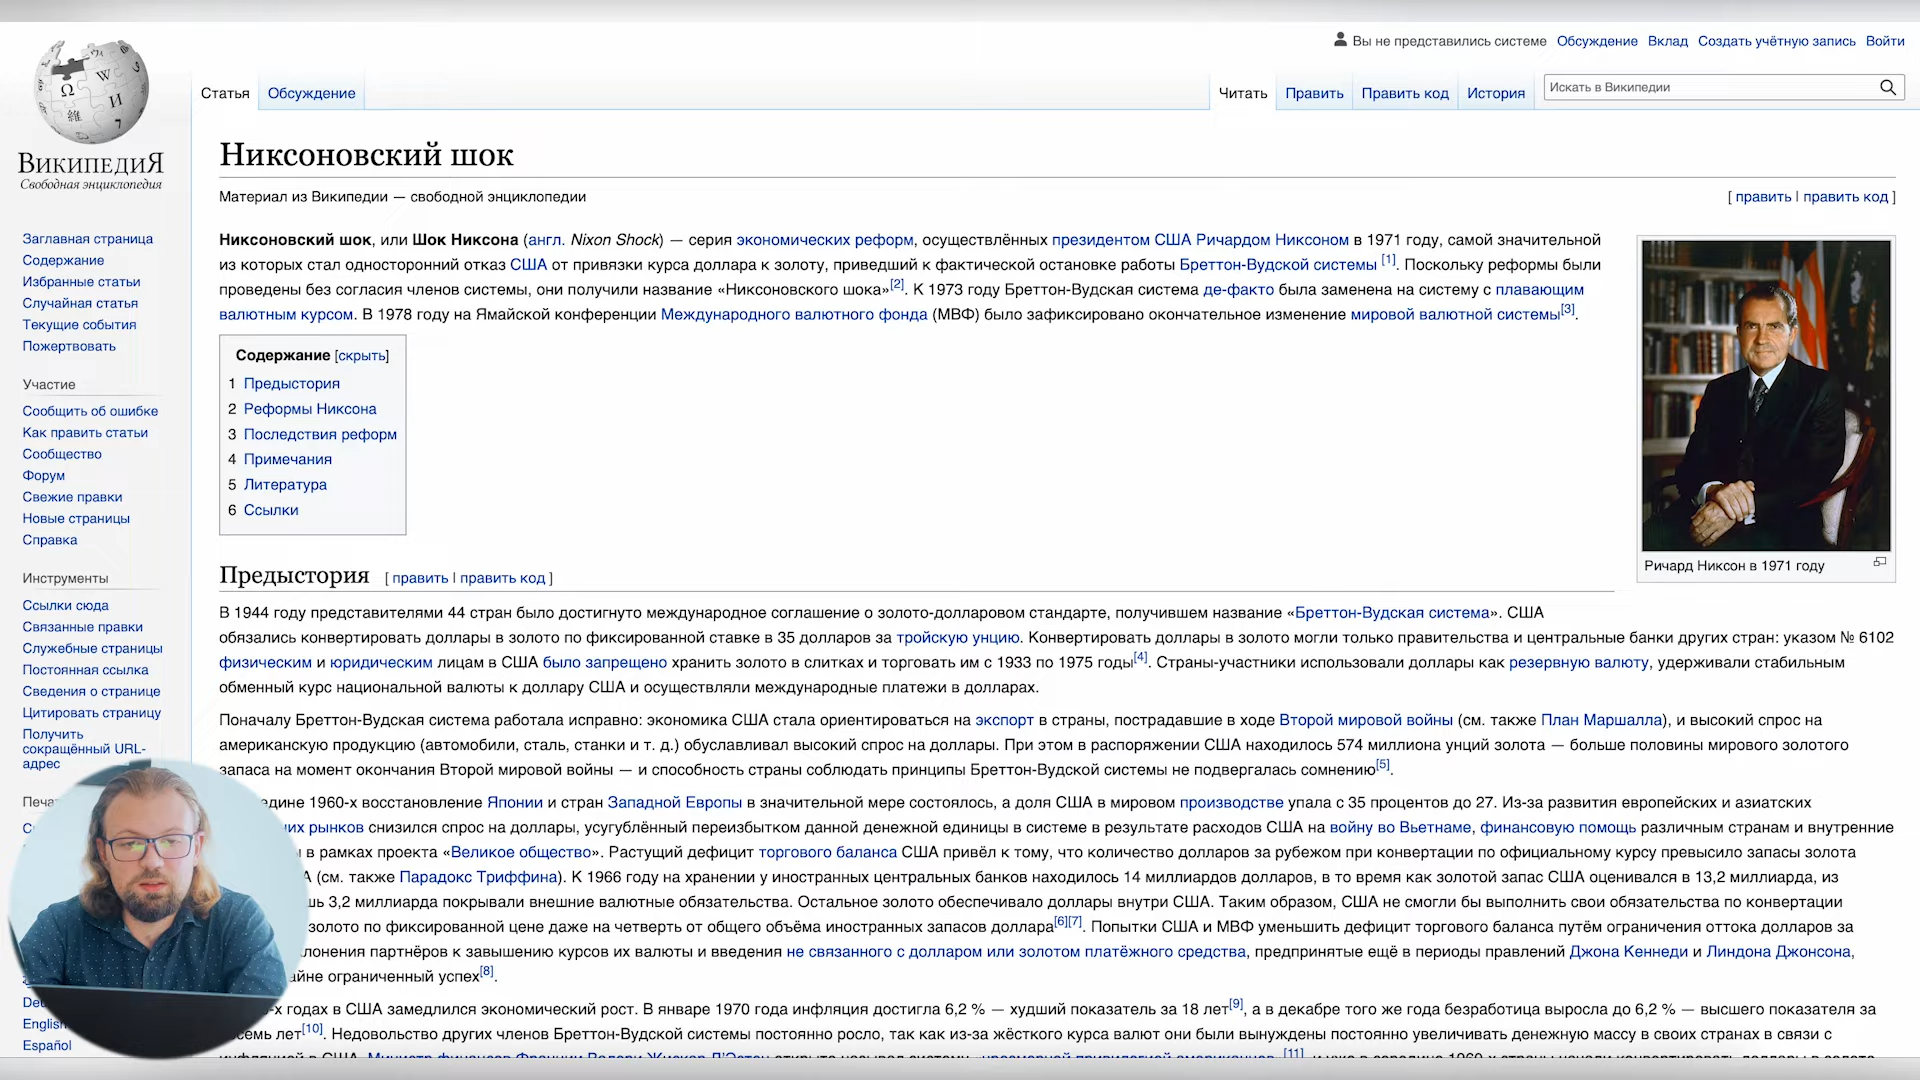 Вы не представились системе Обсуждение Вклад Создать учётную запись Войти
Статья Обсуждение Читать Править Править код История Искать в Википедии
ВИКИПЕДИЯ
Свободная энциклопедия
Никсоновский шок
Материал из Википедии — свободной энциклопедии [ править | править код ]
Заглавная страница
Содержание
Избранные статьи
Случайная статья
Текущие события
Пожертвовать
Участие
Сообщить об ошибке
Как править статьи
Сообщество
Форум
Свежие правки
Новые страницы
Справка
Инструменты
Ссылки сюда
Связанные правки
Служебные страницы
Постоянная ссылка
Сведения о странице
Цитировать страницу
Получить
сокращённый URL-
адрес
Deu
English
Español
Никсоновский шок, или Шок Никсона (англ. Nixon Shock) — серия экономических реформ, осуществлённых президентом США Ричардом Никсоном в 1971 году, самой значительной
из которых стал односторонний отказ США от привязки курса доллара к золоту, приведший к фактической остановке работы Бреттон-Вудской системы [1]. Поскольку реформы были
проведены без согласия членов системы, они получили название «Никсоновского шока»[2]. К 1973 году Бреттон-Вудская система де-факто была заменена на систему с плавающим
валютным курсом. В 1978 году на Ямайской конференции Международного валютного фонда (МВФ) было зафиксировано окончательное изменение мировой валютной системы[3].
Содержание [скрыть]
1 Предыстория
2 Реформы Никсона
3 Последствия реформ
4 Примечания
5 Литература
6 Ссылки
Ричард Никсон в 1971 году
Предыстория [ править | править код ]
В 1944 году представителями 44 стран было достигнуто международное соглашение о золото-долларовом стандарте, получившем название «Бреттон-Вудская система». США
обязались конвертировать доллары в золото по фиксированной ставке в 35 долларов за тройскую унцию. Конвертировать доллары в золото могли только правительства и центральные банки других стран: указом № 6102
физическим и юридическим лицам в США было запрещено хранить золото в слитках и торговать им с 1933 по 1975 годы[4]. Страны-участники использовали доллары как резервную валюту, удерживали стабильным
обменный курс национальной валюты к доллару США и осуществляли международные платежи в долларах.
Поначалу Бреттон-Вудская система работала исправно: экономика США стала ориентироваться на экспорт в страны, пострадавшие в ходе Второй мировой войны (см. также План Маршалла), и высокий спрос на
американскую продукцию (автомобили, сталь, станки и т. д.) обуславливал высокий спрос на доллары. При этом в распоряжении США находилось 574 миллиона унций золота — больше половины мирового золотого
запаса на момент окончания Второй мировой войны — и способность страны соблюдать принципы Бреттон-Вудской системы не подвергалась сомнению[5].
едине 1960-х восстановление Японии и стран Западной Европы в значительной мере состоялось, а доля США в мировом производстве упала с 35 процентов до 27. Из-за развития европейских и азиатских
их рынков снизился спрос на доллары, усугублённый переизбытком данной денежной единицы в системе в результате расходов США на войну во Вьетнаме, финансовую помощь различным странам и внутренние
в рамках проекта «Великое общество». Растущий дефицит торгового баланса США привёл к тому, что количество долларов за рубежом при конвертации по официальному курсу превысило запасы золота
А (см. также Парадокс Триффина). К 1966 году на хранении у иностранных центральных банков находилось 14 миллиардов долларов, в то время как золотой запас США оценивался в 13,2 миллиарда, из
шь 3,2 миллиарда покрывали внешние валютные обязательства. Остальное золото обеспечивало доллары внутри США. Таким образом, США не смогли бы выполнить свои обязательства по конвертации
золото по фиксированной цене даже на четверть от общего объёма иностранных запасов доллара[6][7]. Попытки США и МВФ уменьшить дефицит торгового баланса путём ограничения оттока долларов за
лонения партнёров к завышению курсов их валюты и введения не связанного с долларом или золотом платёжного средства, предпринятые ещё в периоды правлений Джона Кеннеди и Линдона Джонсона,
айне ограниченный успех[8].
-х годах в США замедлился экономический рост. В январе 1970 года инфляция достигла 6,2 % — худший показатель за 18 лет[9], а в декабре того же года безработица выросла до 6,2 % — высшего показателя за
семь лет[10]. Недовольство других членов Бреттон-Вудской системы постоянно росло, так как из-за жёсткого курса валют они были вынуждены постоянно увеличивать денежную массу в своих странах в связи с